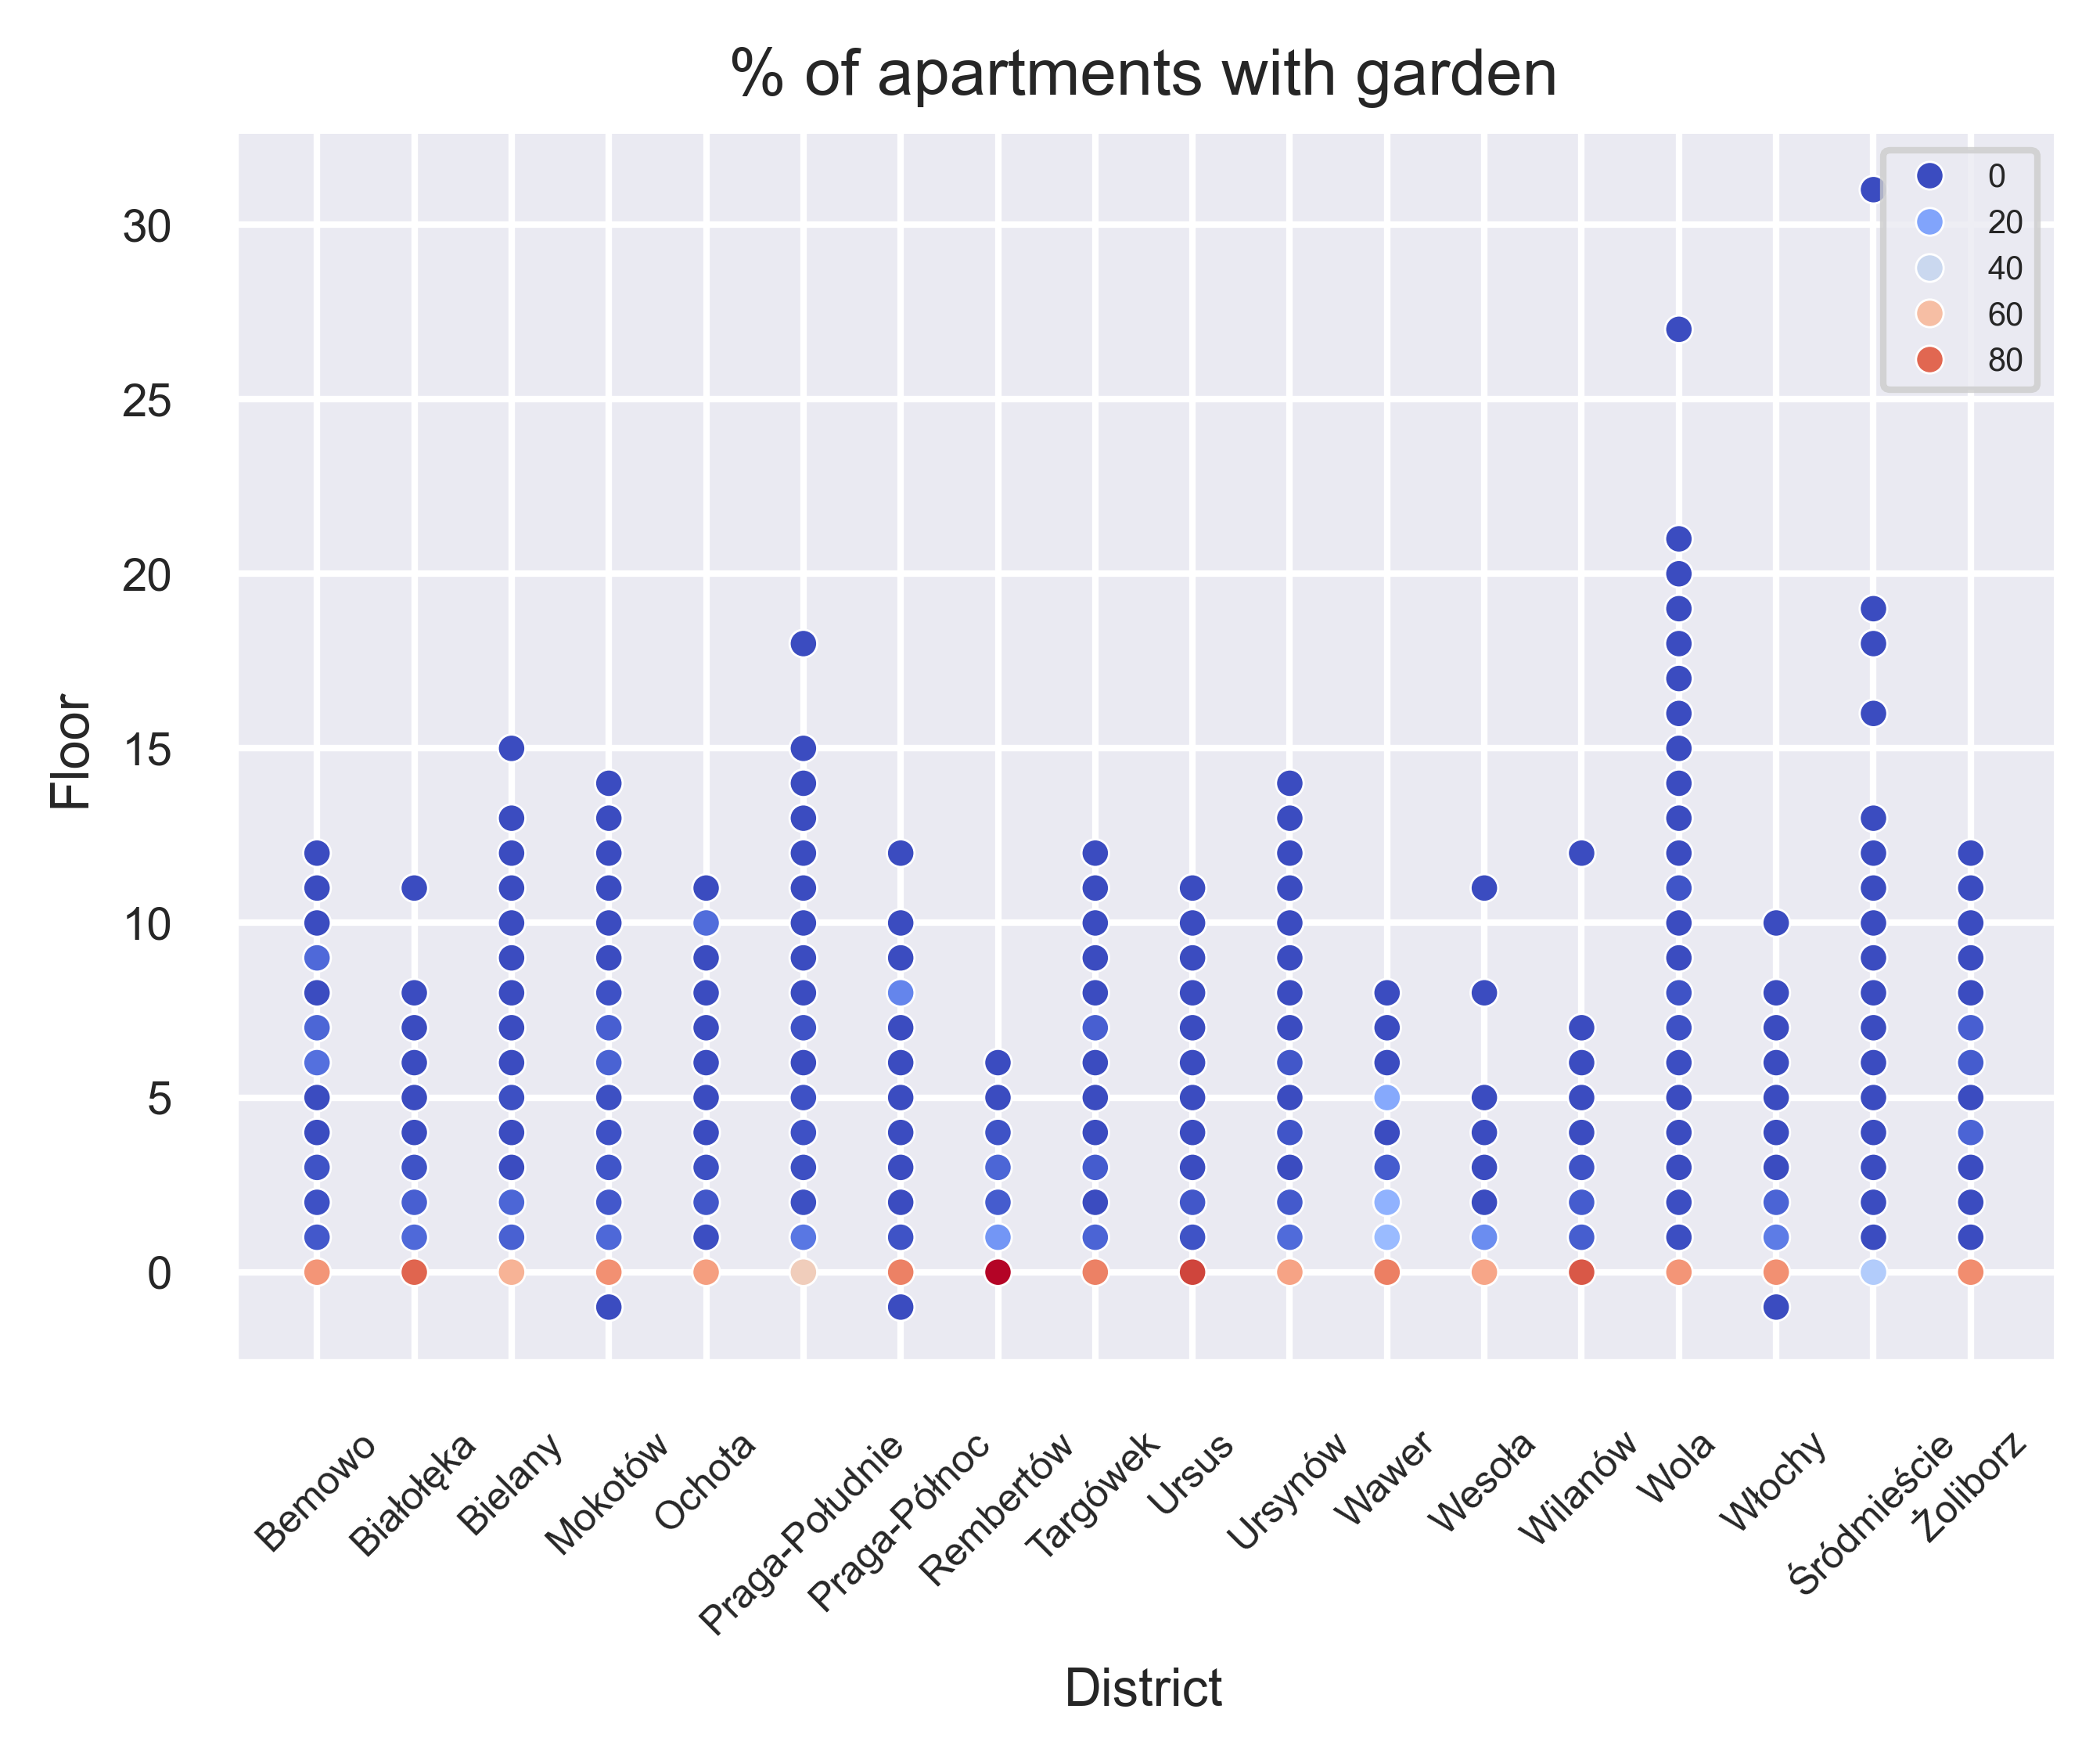 % of apartments with garden
0
20
40
60
80
30
25
20
15
10
5
0
Floor
Bemowo
Białołęka
Bielany
Mokotów
Ochota
Praga-Południe
Praga-Północ
Rembertów
Targówek
Ursus
Ursynów
Wawer
Wesoła
Wilanów
Wola
Włochy
Śródmieście
Żoliborz
District